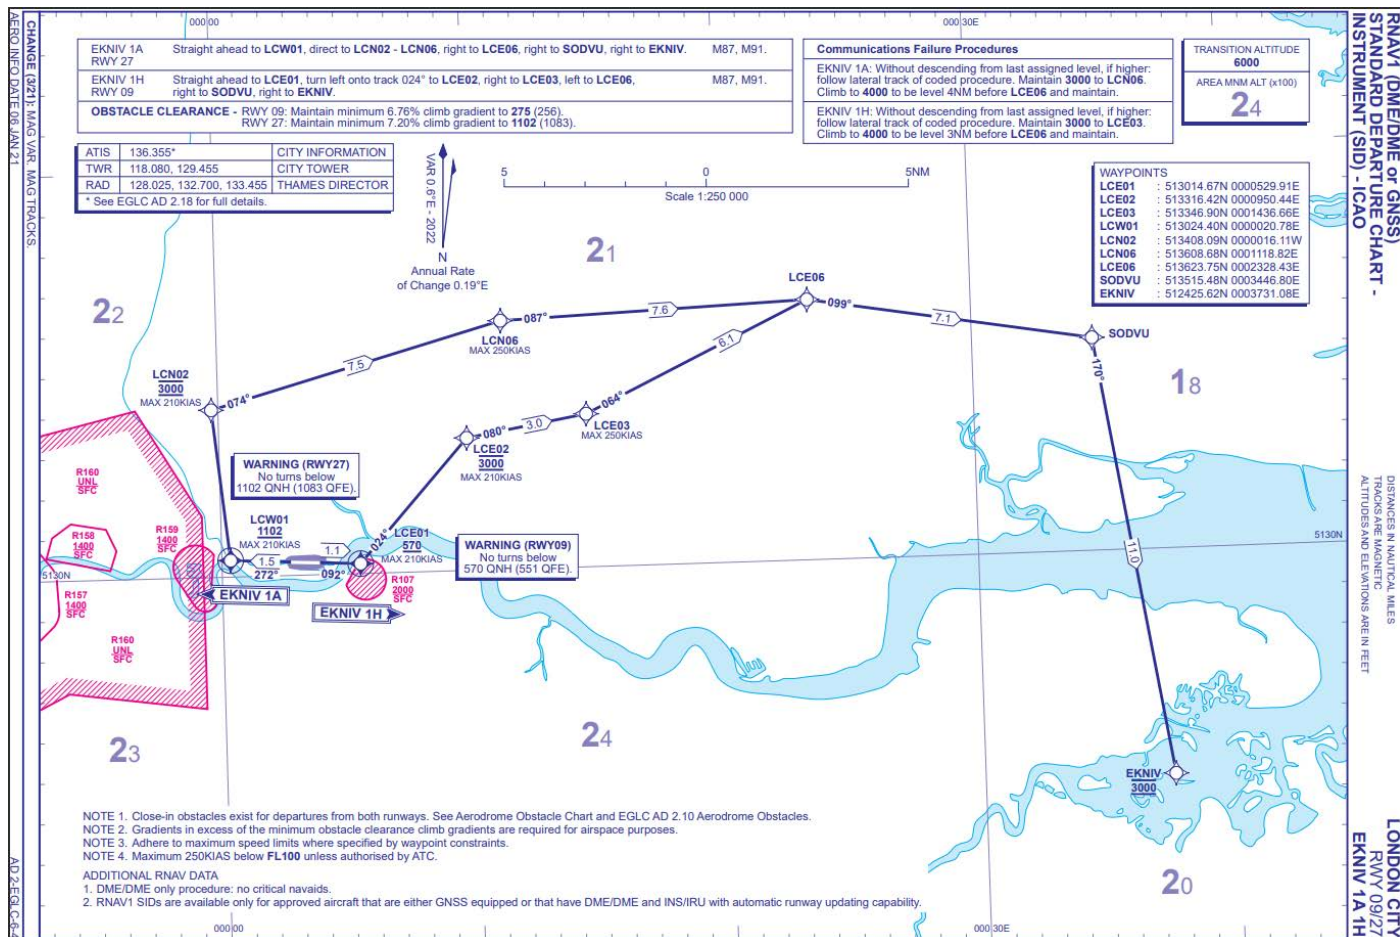 RNAV1 (DME/DME or GNSS)
STANDARD DEPARTURE CHART -
INSTRUMENT (SID) - ICAO
DISTANCES IN NAUTICAL MILES
TRACKS ARE MAGNETIC
ALTITUDES AND ELEVATIONS ARE IN FEET
LONDON CITY
RWY 09/27
EKNIV 1A 1H
CHANGE (3/21): MAG VAR. MAG TRACKS.
AERO INFO DATE 06 JAN 21
AD 2-EGLC-6-4
000 00
000 30E
EKNIV 1A Straight ahead to LCW01, direct to LCN02 - LCN06, right to LCE06, right to SODVU, right to EKNIV. M87, M91.
RWY 27
EKNIV 1H Straight ahead to LCE01, turn left onto track 024° to LCE02, right to LCE03, left to LCE06, M87, M91.
RWY 09 right to SODVU, right to EKNIV.
OBSTACLE CLEARANCE - RWY 09: Maintain minimum 6.76% climb gradient to 275 (256).
RWY 27: Maintain minimum 7.20% climb gradient to 1102 (1083).
Communications Failure Procedures
EKNIV 1A: Without descending from last assigned level, if higher:
follow lateral track of coded procedure. Maintain 3000 to LCN06.
Climb to 4000 to be level 4NM before LCE06 and maintain.
EKNIV 1H: Without descending from last assigned level, if higher:
follow lateral track of coded procedure. Maintain 3000 to LCE03.
Climb to 4000 to be level 3NM before LCE06 and maintain.
TRANSITION ALTITUDE
6000
AREA MNM ALT (x100)
24
ATIS 136.355* CITY INFORMATION
TWR 118.080, 129.455 CITY TOWER
RAD 128.025, 132.700, 133.455 THAMES DIRECTOR
* See EGLC AD 2.18 for full details.
VAR 0.6°E - 2022
N
Annual Rate
of Change 0.19°E
5 0 5NM
Scale 1:250 000
WAYPOINTS
LCE01 : 513014.67N 0000529.91E
LCE02 : 513316.42N 0000950.44E
LCE03 : 513346.90N 0001436.66E
LCW01 : 513024.40N 0000020.78E
LCN02 : 513408.09N 0000016.11W
LCN06 : 513608.68N 0001118.82E
LCE06 : 513623.75N 0002328.43E
SODVU : 513515.48N 0003446.80E
EKNIV : 512425.62N 0003731.08E
21
22
LCE06
099°
7.6
087°
7.1
SODVU
LCN06
MAX 250KIAS
6.1
170°
18
7.5
LCN02
3000
MAX 210KIAS
074°
064°
LCE03
MAX 250KIAS
3.0
080°
LCE02
3000
MAX 210KIAS
WARNING (RWY27)
No turns below
1102 QNH (1083 QFE).
R160
UNL
SFC
R158
1400
SFC
R159
1400
SFC
LCW01
1102
MAX 210KIAS
024°
LCE01
570
MAX 210KIAS
WARNING (RWY09)
No turns below
570 QNH (551 QFE).
5130N
1.5
1.1
272°
092°
5130N
11.0
R157
1400
SFC
EKNIV 1A
R107
2000
SFC
EKNIV 1H
R160
UNL
SFC
23
24
EKNIV
3000
20
NOTE 1. Close-in obstacles exist for departures from both runways. See Aerodrome Obstacle Chart and EGLC AD 2.10 Aerodrome Obstacles.
NOTE 2. Gradients in excess of the minimum obstacle clearance climb gradients are required for airspace purposes.
NOTE 3. Adhere to maximum speed limits where specified by waypoint constraints.
NOTE 4. Maximum 250KIAS below FL100 unless authorised by ATC.
ADDITIONAL RNAV DATA
1. DME/DME only procedure: no critical navaids.
2. RNAV1 SIDs are available only for approved aircraft that are either GNSS equipped or that have DME/DME and INS/IRU with automatic runway updating capability.
000 00
000 30E